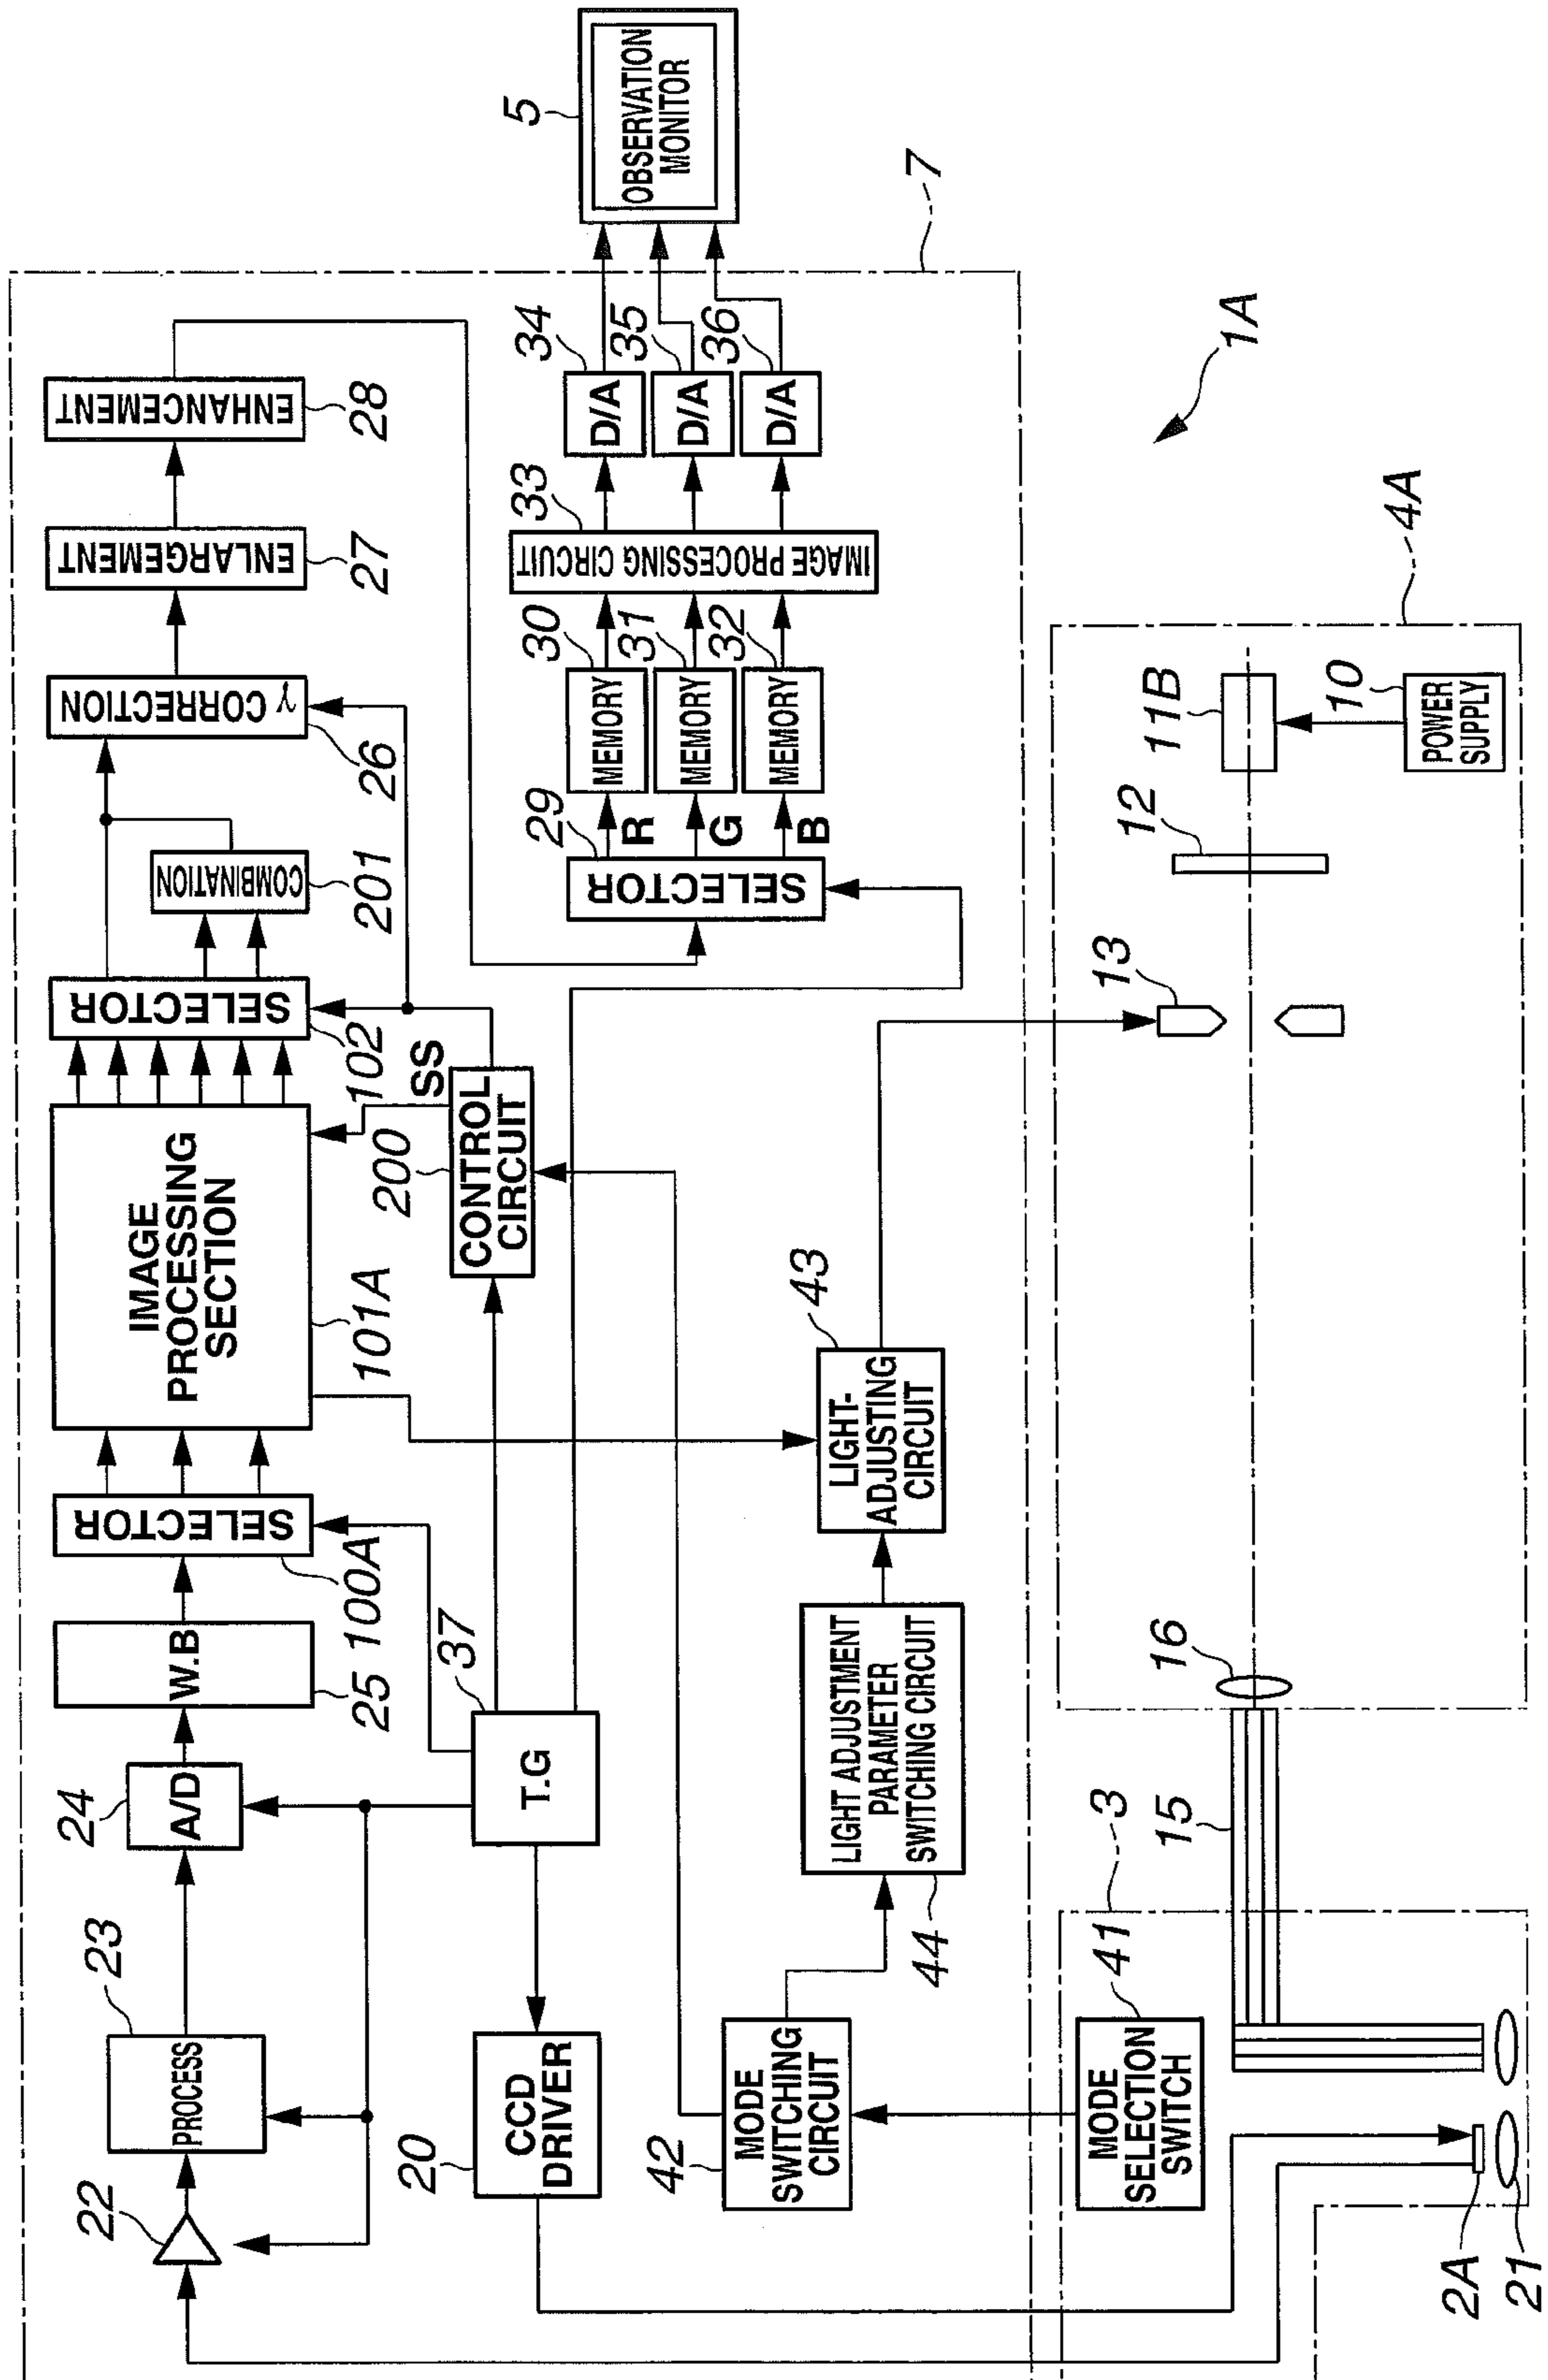 22
23
PROCESS
24
A/D
25
W.B
100A
SELECTOR
101A
IMAGE
PROCESSING
SECTION
102
SELECTOR
201
COMBINATION
26
γ CORRECTION
27
ENLARGEMENT
28
ENHANCEMENT
20
CCD
DRIVER
37
T.G
200
CONTROL
CIRCUIT
SS
29
SELECTOR
R
G
B
30
MEMORY
31
MEMORY
32
MEMORY
33
IMAGE PROCESSING CIRCUIT
34
D/A
35
D/A
36
D/A
5
OBSERVATION
MONITOR
7
42
MODE
SWITCHING
CIRCUIT
44
LIGHT ADJUSTMENT
PARAMETER
SWITCHING CIRCUIT
43
LIGHT-
ADJUSTING
CIRCUIT
1A
3
41
MODE
SELECTION
SWITCH
2A
21
15
16
13
12
11B
10
POWER
SUPPLY
4A